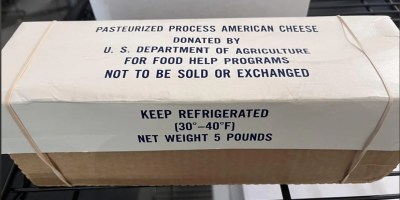 PASTEURIZED PROCESS AMERICAN CHEESE
DONATED BY
U. S. DEPARTMENT OF AGRICULTURE
FOR FOOD HELP PROGRAMS
NOT TO BE SOLD OR EXCHANGED
KEEP REFRIGERATED
(30°–40°F)
NET WEIGHT 5 POUNDS